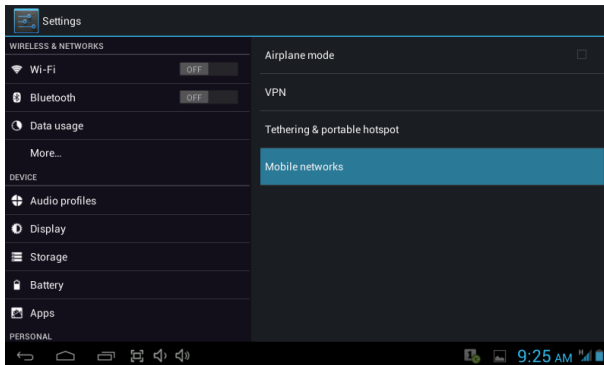 Settings
WIRELESS & NETWORKS
Wi-Fi OFF
Bluetooth OFF
Data usage
More...
DEVICE
Audio profiles
Display
Storage
Battery
Apps
PERSONAL
Airplane mode
VPN
Tethering & portable hotspot
Mobile networks
9:25 AM